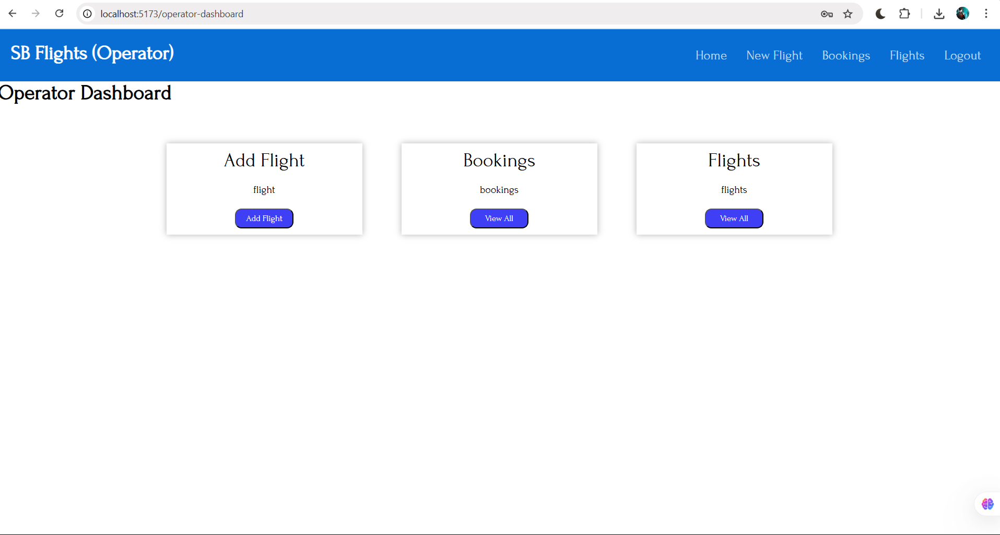 localhost:5173/operator-dashboard
SB Flights (Operator)
Home New Flight Bookings Flights Logout
Operator Dashboard
Add Flight
flight
Add Flight
Bookings
bookings
View All
Flights
flights
View All